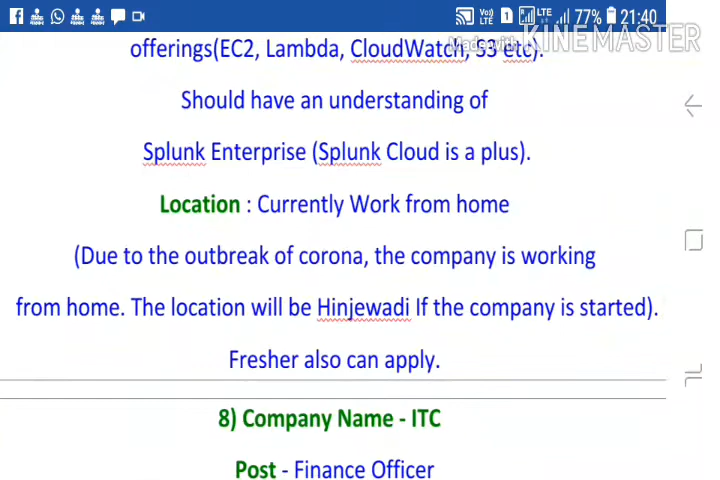 77% 21:40
Made with KINEMASTER
offerings(EC2, Lambda, CloudWatch, S3 etc).
Should have an understanding of
Splunk Enterprise (Splunk Cloud is a plus).
Location : Currently Work from home
(Due to the outbreak of corona, the company is working
from home. The location will be Hinjewadi If the company is started).
Fresher also can apply.
8) Company Name - ITC
Post - Finance Officer